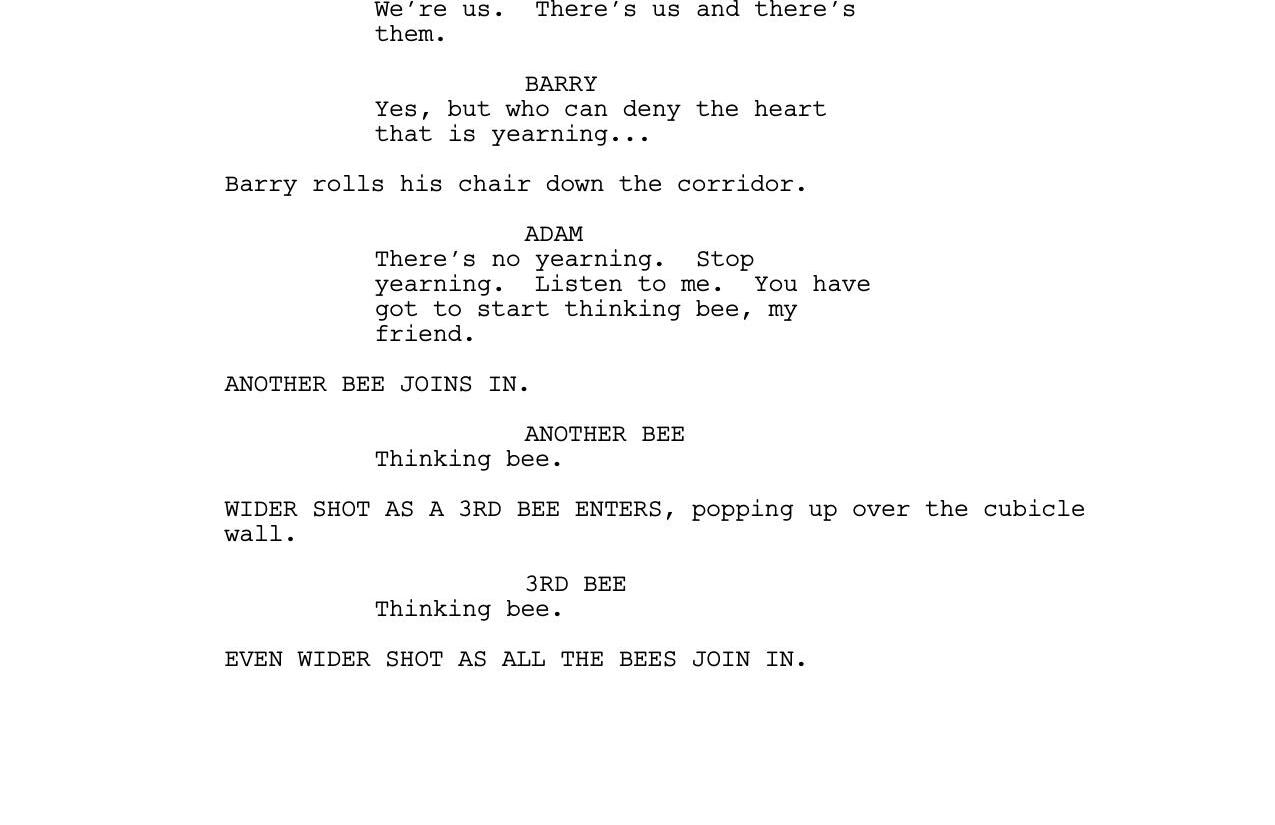 We're us.  There's us and there's
them.
BARRY
Yes, but who can deny the heart
that is yearning...
Barry rolls his chair down the corridor.
ADAM
There's no yearning.  Stop
yearning.  Listen to me.  You have
got to start thinking bee, my
friend.
ANOTHER BEE JOINS IN.
ANOTHER BEE
Thinking bee.
WIDER SHOT AS A 3RD BEE ENTERS, popping up over the cubicle
wall.
3RD BEE
Thinking bee.
EVEN WIDER SHOT AS ALL THE BEES JOIN IN.